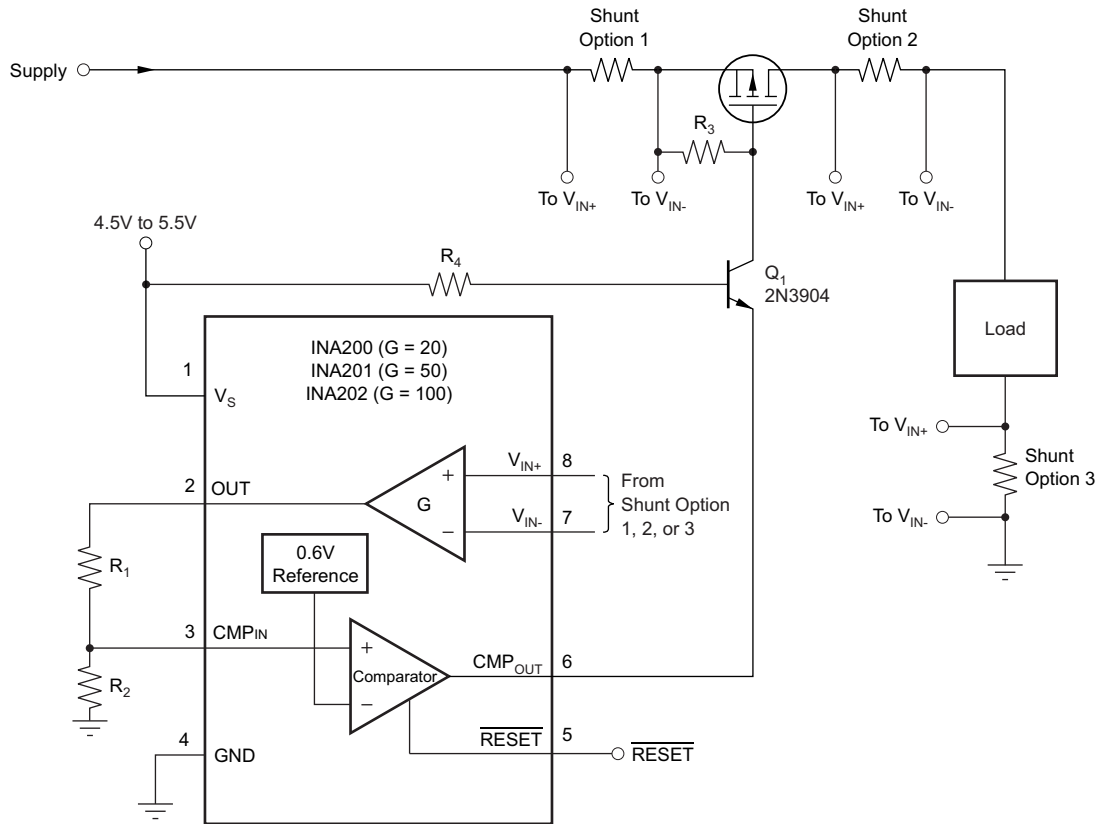 Shunt
Option 1
Shunt
Option 2
Supply
R3
To VIN+
To VIN-
To VIN+
To VIN-
4.5V to 5.5V
R4
Q1
2N3904
Load
INA200 (G = 20)
INA201 (G = 50)
INA202 (G = 100)
1
VS
To VIN+
Shunt
Option 3
To VIN-
2
OUT
G
+
−
VIN+
8
VIN-
7
From
Shunt Option
1, 2, or 3
R1
0.6V
Reference
3
CMPIN
+
Comparator
−
CMPOUT
6
R2
4
GND
RESET
5
RESET